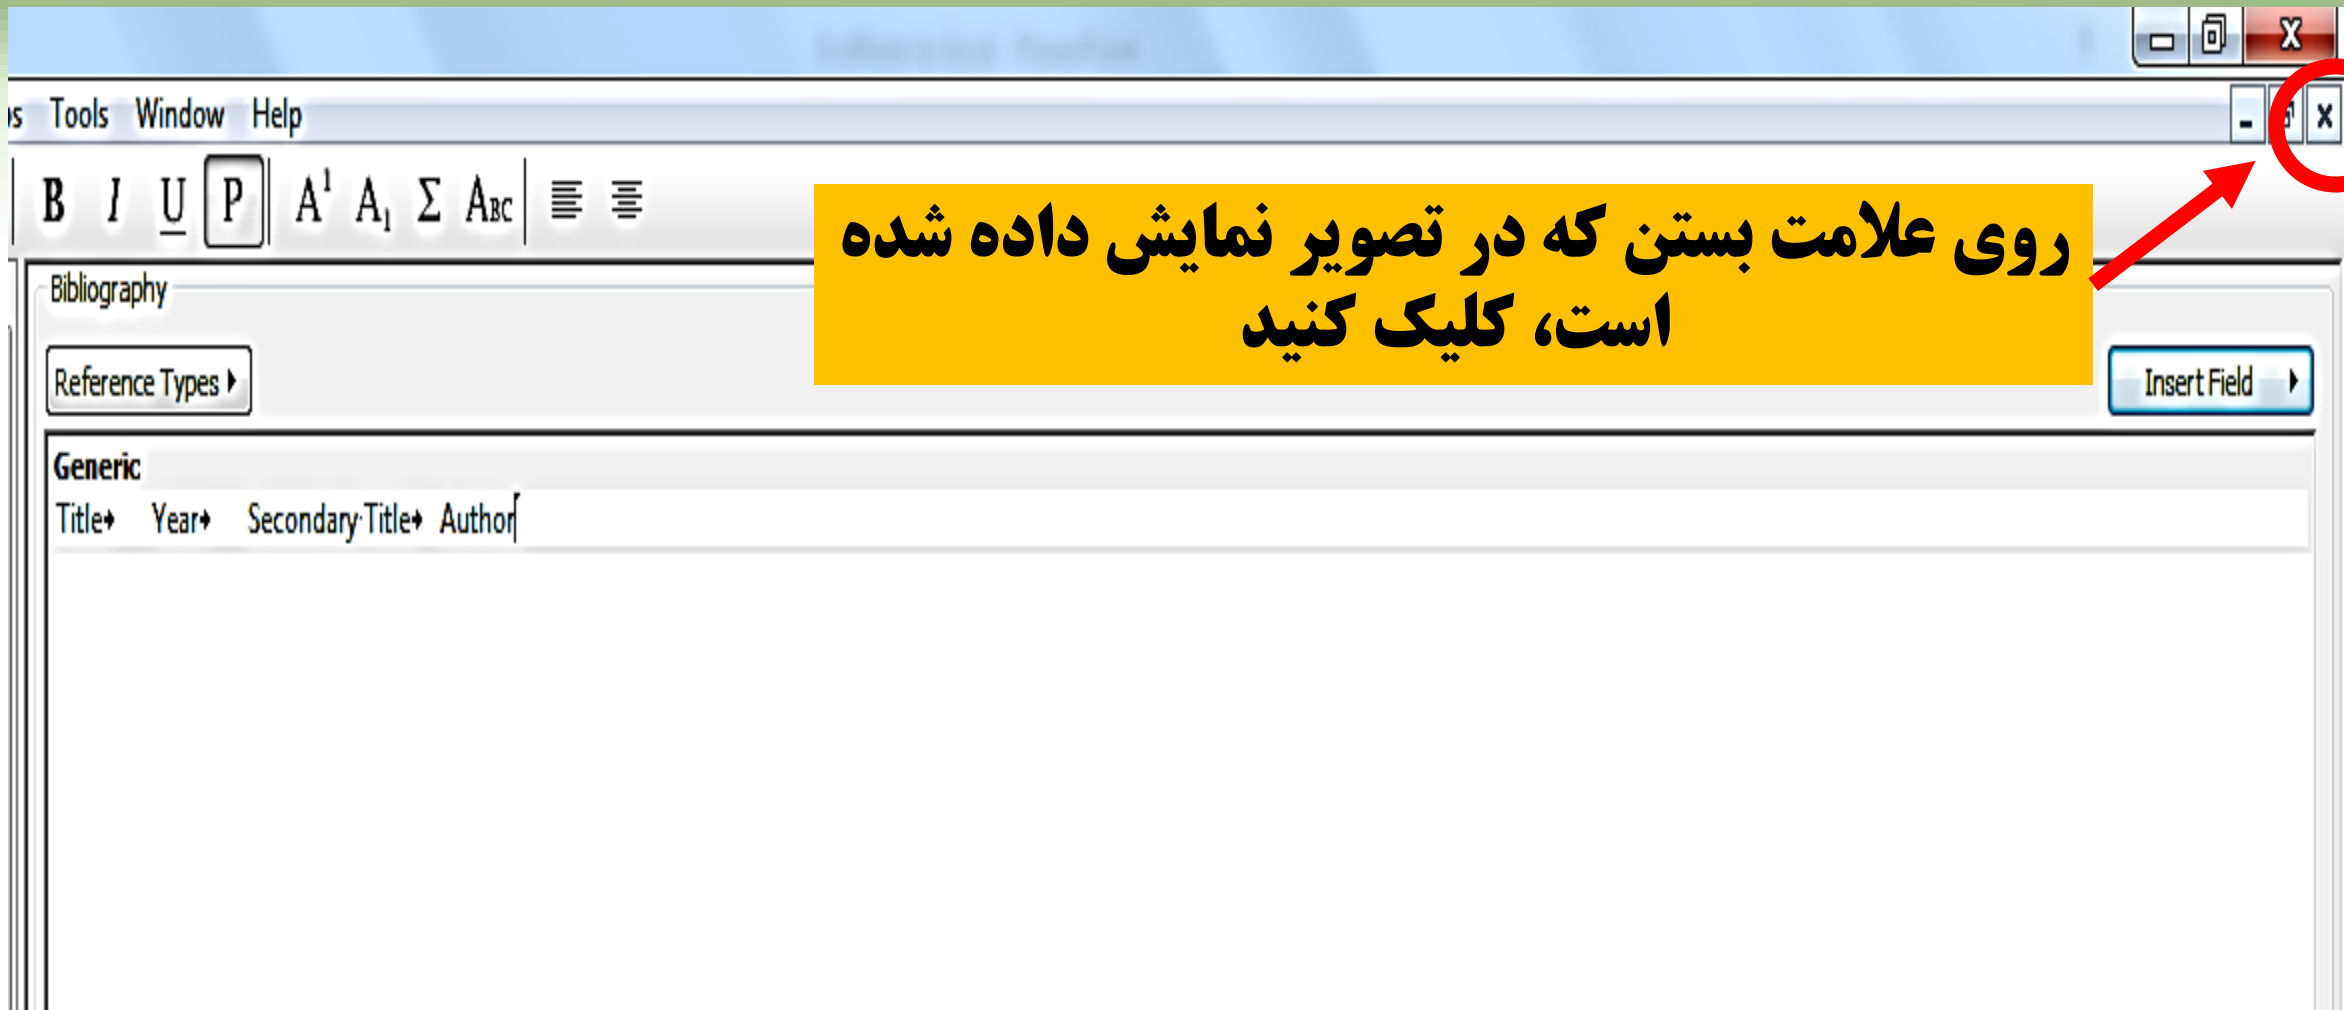 Tools Window Help
B I U P A¹ A₁ Σ ABC
روی علامت بستن که در تصویر نمایش داده شده
است، کلیک کنید
Bibliography
Reference Types
Insert Field
Generic
Title Year Secondary Title Author